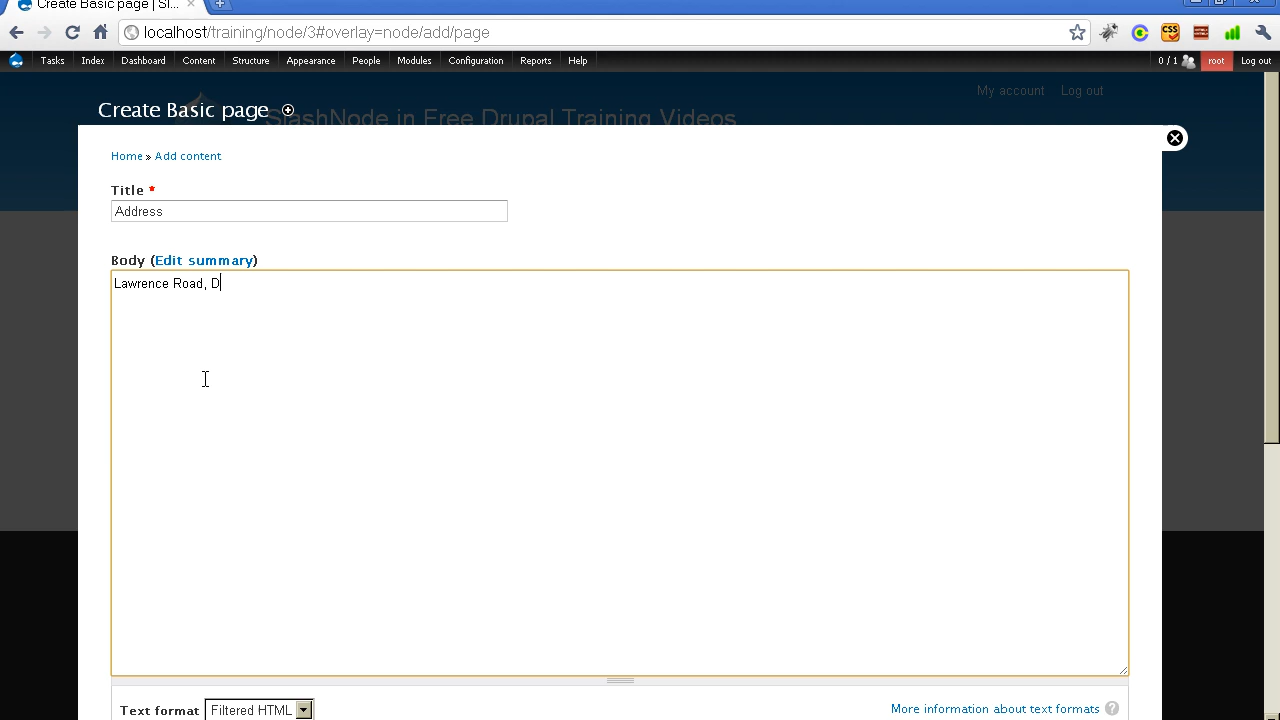 Create Basic page | Sl...
localhost/training/node/3#overlay=node/add/page
Tasks Index Dashboard Content Structure Appearance People Modules Configuration Reports Help 0 / 1 root Log out
My account Log out
Create Basic page
SlashNode in Free Drupal Training Videos
Home » Add content
Title *
Address
Body (Edit summary)
Lawrence Road, D
Text format Filtered HTML More information about text formats